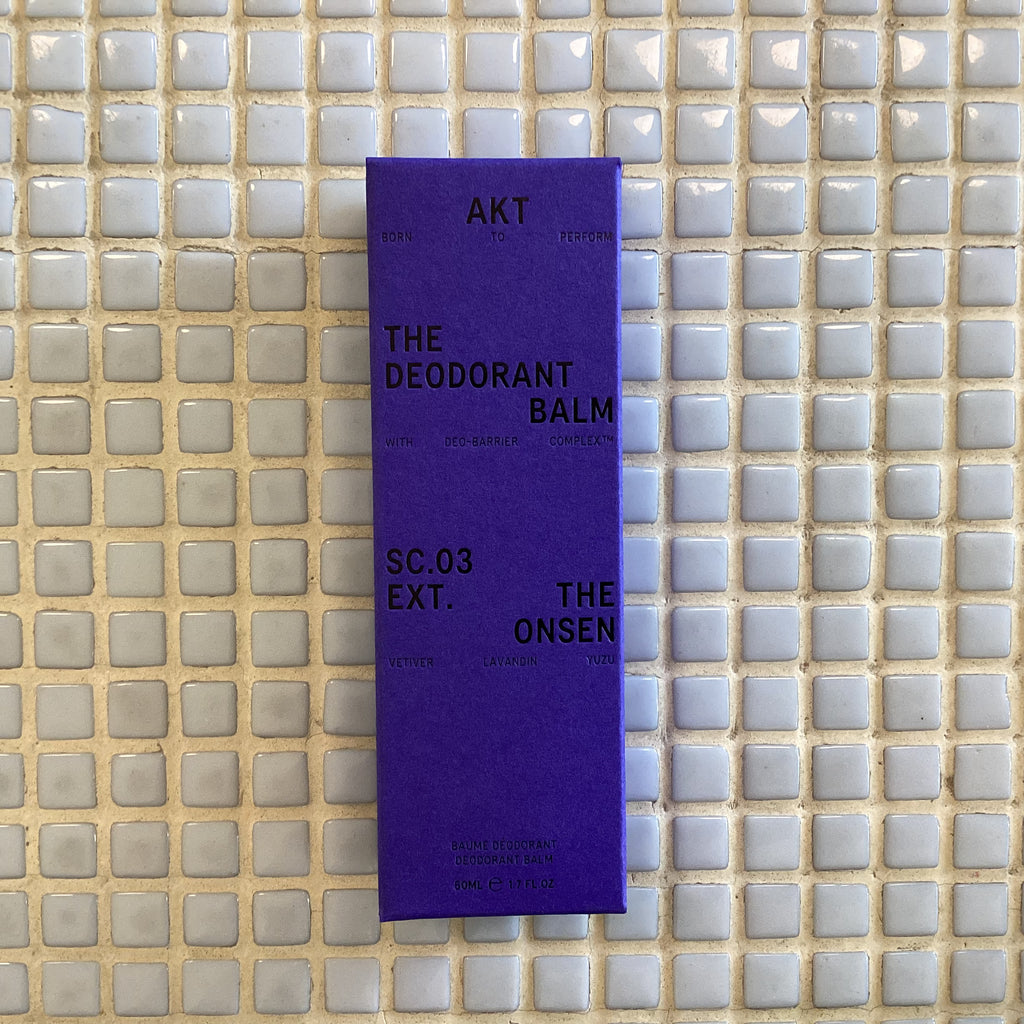 AKT
BORN TO PERFORM
THE
DEODORANT
BALM
WITH DEO-BARRIER COMPLEX™
SC.03
EXT. THE
ONSEN
VETIVER LAVANDIN YUZU
BAUME DÉODORANT
DEODORANT BALM
50ML ℮ 1.7 FL OZ